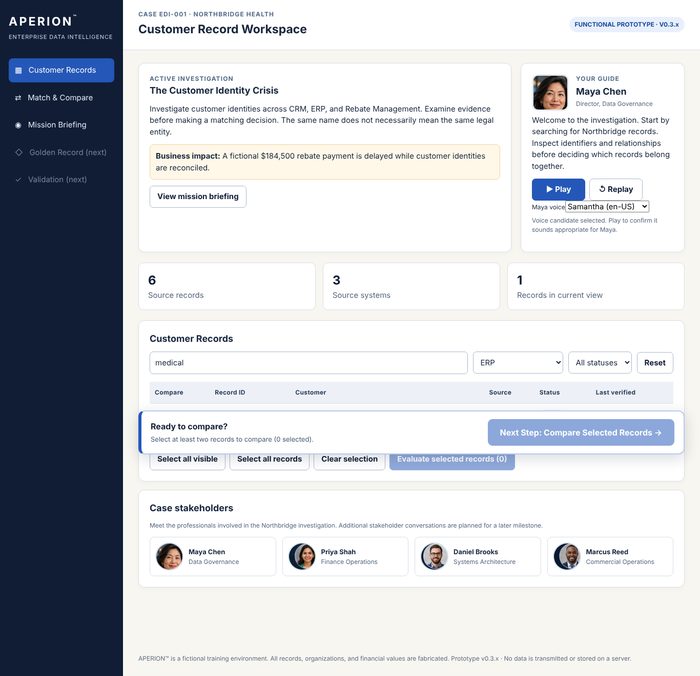 APERION™
ENTERPRISE DATA INTELLIGENCE
Customer Records
Match & Compare
Mission Briefing
Golden Record (next)
Validation (next)
CASE EDI-001 · NORTHBRIDGE HEALTH
Customer Record Workspace
FUNCTIONAL PROTOTYPE · V0.3.x
ACTIVE INVESTIGATION
The Customer Identity Crisis
Investigate customer identities across CRM, ERP, and Rebate Management. Examine evidence
before making a matching decision. The same name does not necessarily mean the same legal
entity.
Business impact: A fictional $184,500 rebate payment is delayed while customer identities
are reconciled.
View mission briefing
YOUR GUIDE
Maya Chen
Director, Data Governance
Welcome to the investigation. Start by
searching for Northbridge records.
Inspect identifiers and relationships
before deciding which records belong
together.
▶ Play
↺ Replay
Maya voice Samantha (en-US)
Voice candidate selected. Play to confirm it
sounds appropriate for Maya.
6
Source records
3
Source systems
1
Records in current view
Customer Records
medical
ERP
All statuses
Reset
Compare Record ID Customer Source Status Last verified
Ready to compare?
Select at least two records to compare (0 selected).
Next Step: Compare Selected Records →
Select all visible
Select all records
Clear selection
Evaluate selected records (0)
Case stakeholders
Meet the professionals involved in the Northbridge investigation. Additional stakeholder conversations are planned for a later milestone.
Maya Chen
Data Governance
Priya Shah
Finance Operations
Daniel Brooks
Systems Architecture
Marcus Reed
Commercial Operations
APERION™ is a fictional training environment. All records, organizations, and financial values are fabricated. Prototype v0.3.x · No data is transmitted or stored on a server.